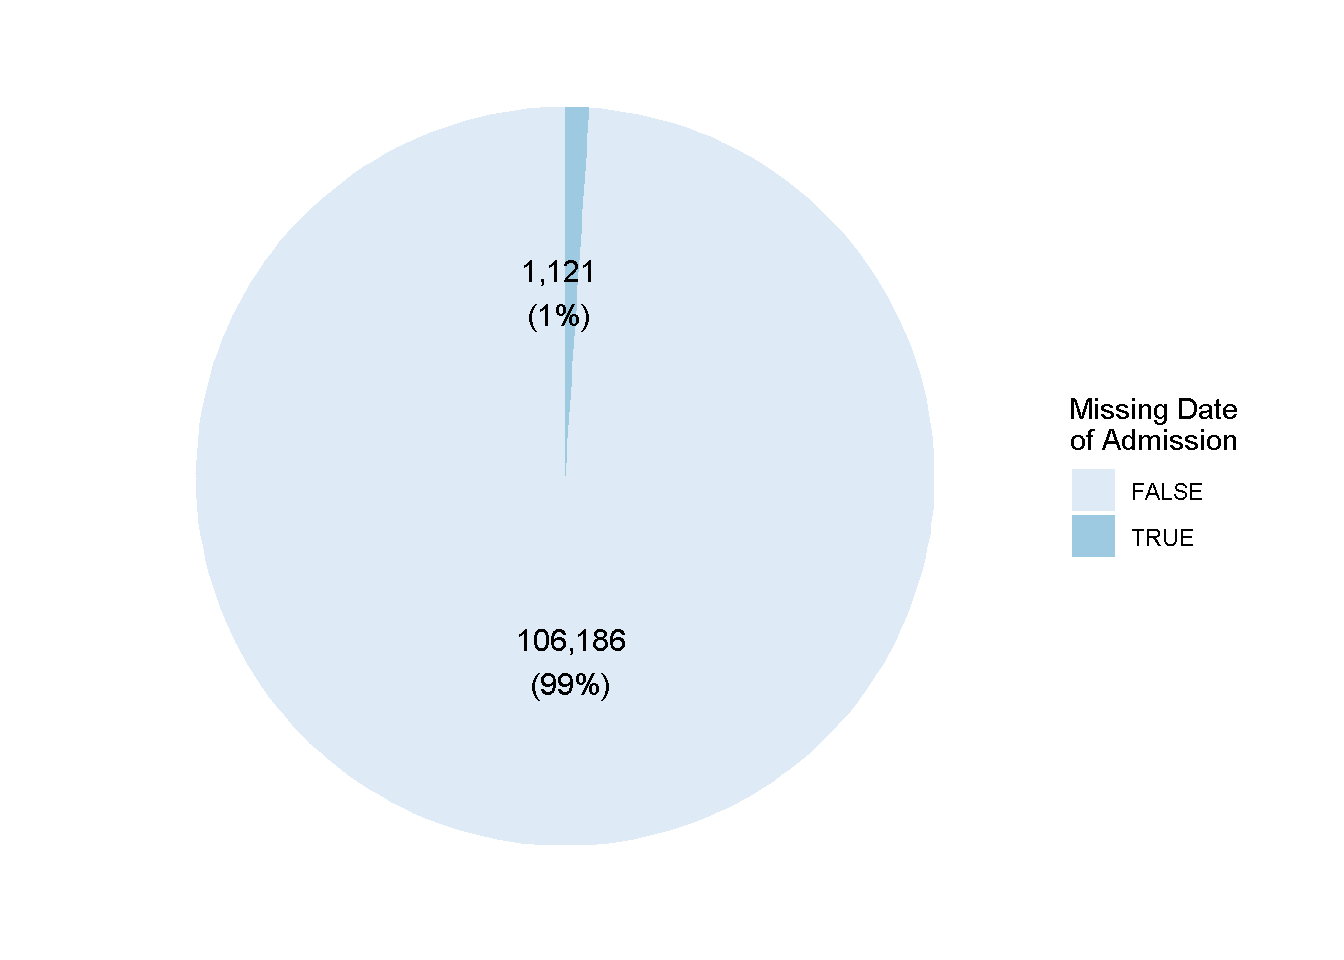 1,121
(1%)
106,186
(99%)
Missing Date
of Admission
FALSE
TRUE